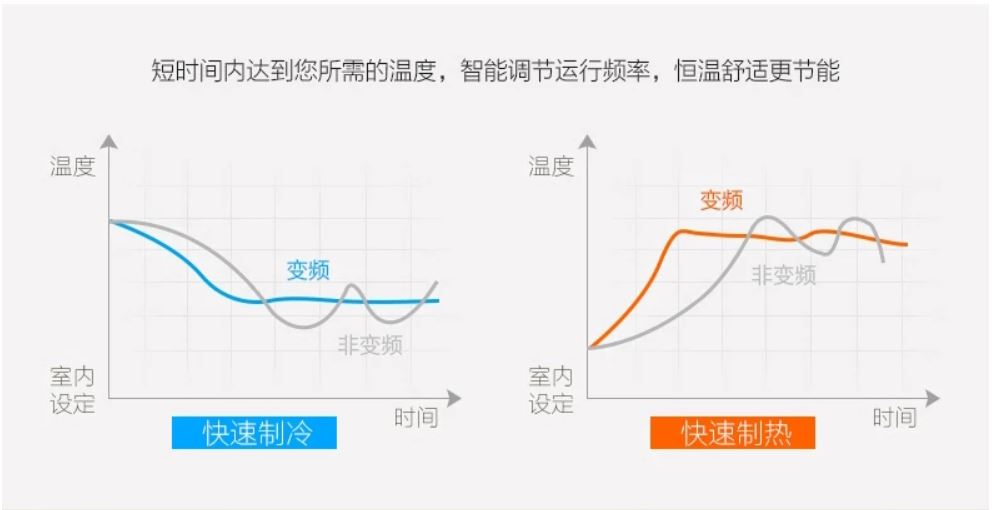 短时间内达到您所需的温度，智能调节运行频率，恒温舒适更节能
温度
变频
非变频
室内
设定
时间
快速制冷
温度
变频
非变频
室内
设定
时间
快速制热